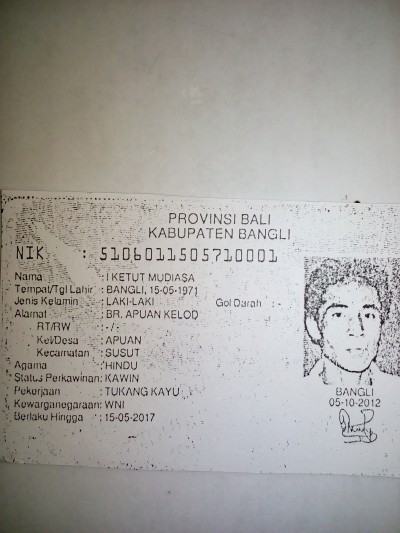 PROVINSI BALI
KABUPATEN BANGLI
NIK : 5106011505710001
Nama : I KETUT MUDIASA
Tempat/Tgl Lahir : BANGLI, 15-05-1971
Jenis Kelamin : LAKI-LAKI Gol Darah : -
Alamat : BR. APUAN KELOD
RT/RW : -/-
Kel/Desa : APUAN
Kecamatan : SUSUT
Agama : HINDU
Status Perkawinan: KAWIN
Pekerjaan : TUKANG KAYU
Kewarganegaraan: WNI
Berlaku Hingga : 15-05-2017
BANGLI
05-10-2012